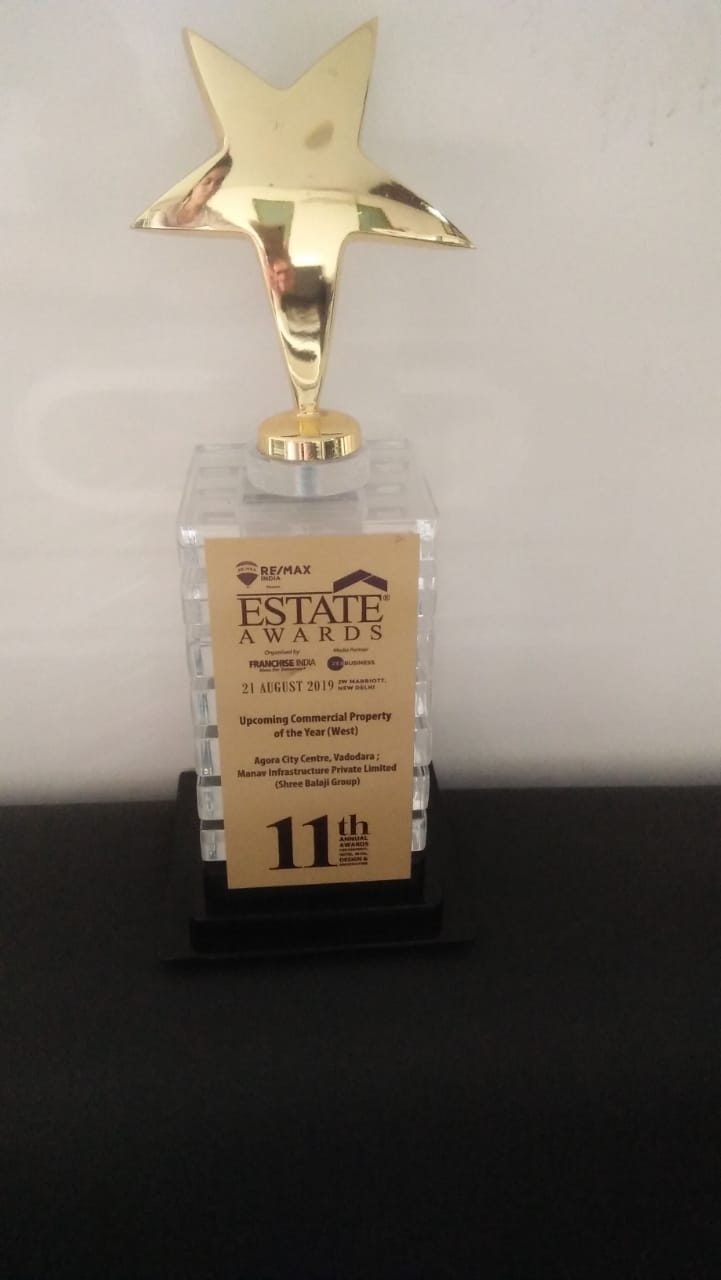 RE/MAX
INDIA
Presents
ESTATE®
AWARDS
Organised by
Media Partner
FRANCHISE INDIA
BUSINESS
21 AUGUST 2019 JW MARRIOTT,
NEW DELHI
Upcoming Commercial Property
of the Year (West)
Agora City Centre, Vadodara ;
Manav Infrastructure Private Limited
(Shree Balaji Group)
11th
ANNUAL
AWARDS
DESIGN &